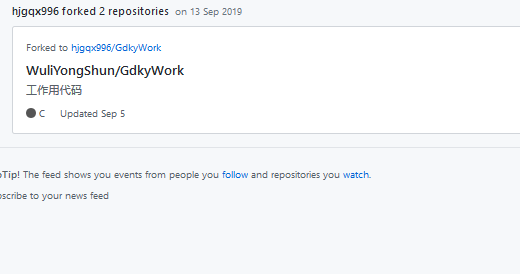 hjgqx996 forked 2 repositories on 13 Sep 2019
Forked to hjgqx996/GdkyWork
WuliYongShun/GdkyWork
工作用代码
C Updated Sep 5
Tip! The feed shows you events from people you follow and repositories you watch.
scribe to your news feed